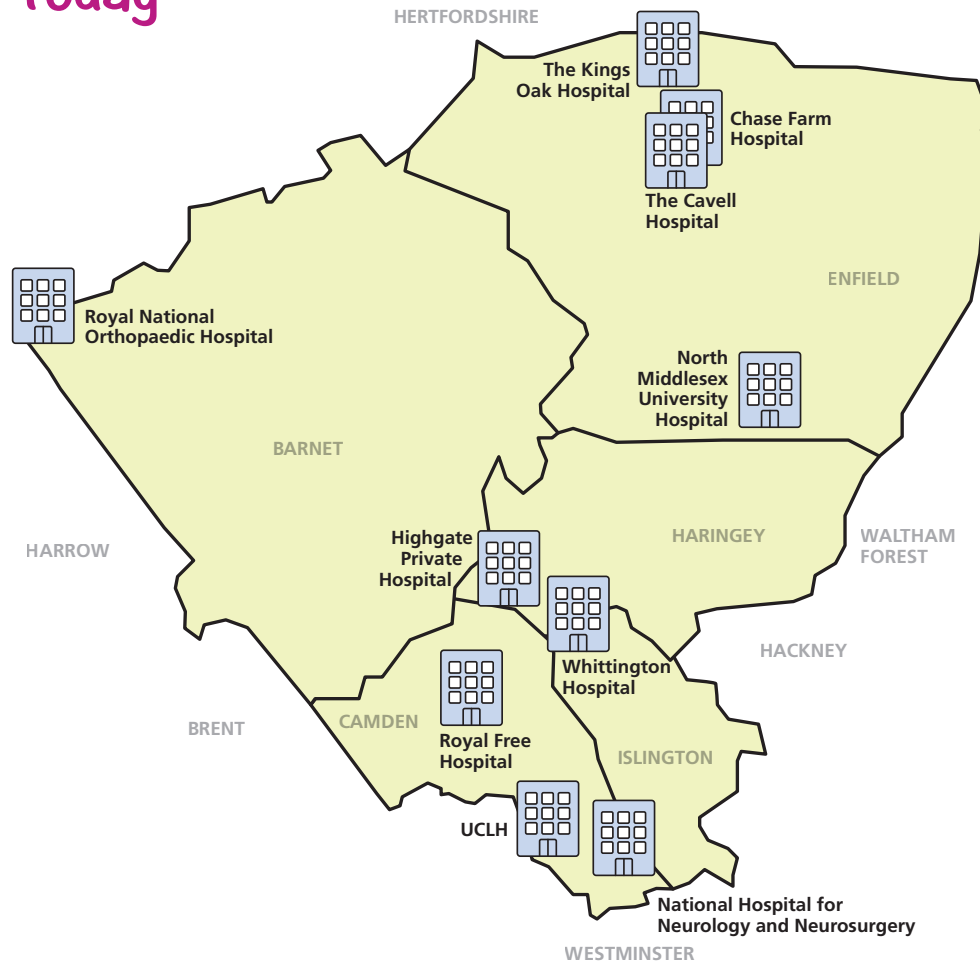 Today
HERTFORDSHIRE
The Kings
Oak Hospital
Chase Farm
Hospital
The Cavell
Hospital
ENFIELD
Royal National
Orthopaedic Hospital
North
Middlesex
University
Hospital
BARNET
HARROW
Highgate
Private
Hospital
HARINGEY
WALTHAM
FOREST
HACKNEY
Whittington
Hospital
BRENT
CAMDEN
Royal Free
Hospital
ISLINGTON
UCLH
National Hospital for
Neurology and Neurosurgery
WESTMINSTER